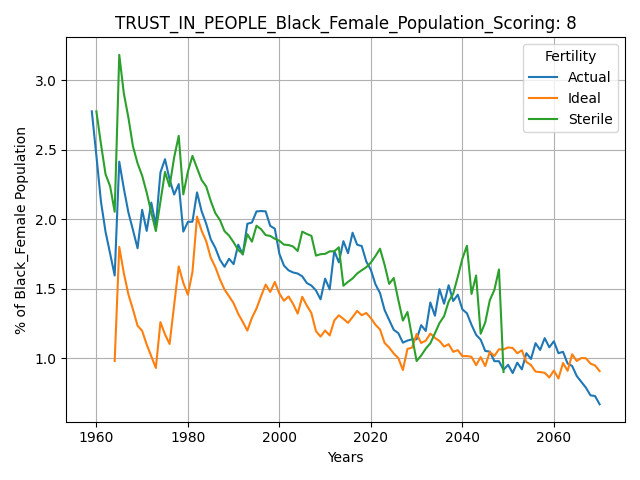 TRUST_IN_PEOPLE_Black_Female_Population_Scoring: 8
Fertility
Actual
Ideal
Sterile
% of Black_Female Population
3.0
2.5
2.0
1.5
1.0
1960
1980
2000
2020
2040
2060
Years